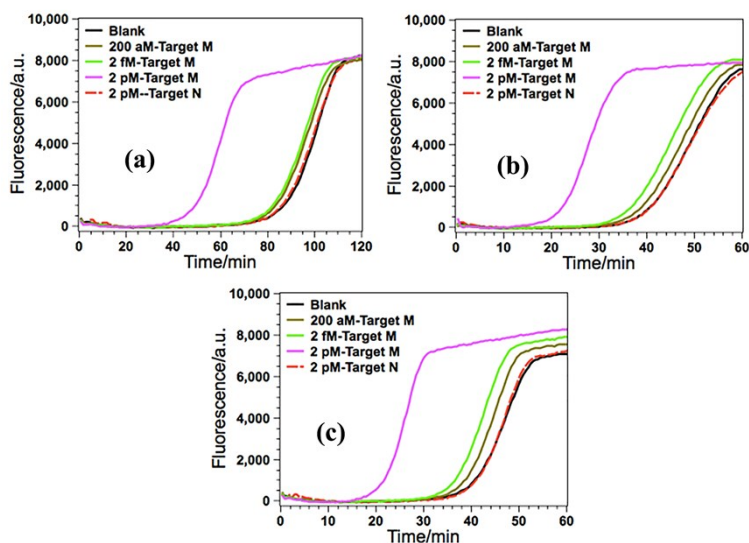 10,000
8,000
6,000
4,000
2,000
0
Fluorescence/a.u.
Blank
200 aM-Target M
2 fM-Target M
2 pM-Target M
2 pM--Target N
(a)
0 20 40 60 80 100 120
Time/min
10,000
8,000
6,000
4,000
2,000
0
Fluorescence/a.u.
Blank
200 aM-Target M
2 fM-Target M
2 pM-Target M
2 pM-Target N
(b)
0 10 20 30 40 50 60
Time/min
10,000
8,000
6,000
4,000
2,000
0
Fluorescence/a.u.
Blank
200 aM-Target M
2 fM-Target M
2 pM-Target M
2 pM-Target N
(c)
0 10 20 30 40 50 60
Time/min